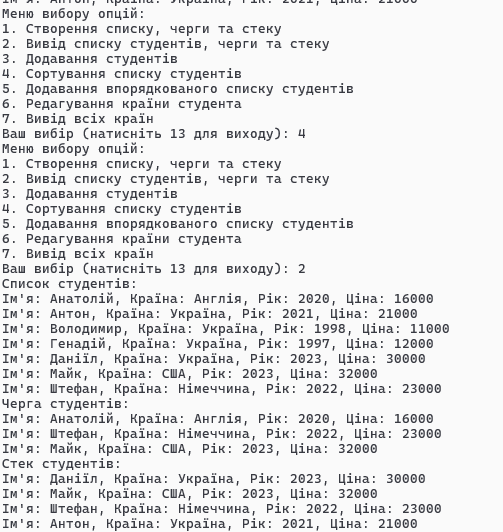 Ім'я: Антон, Країна: Україна, Рік: 2021, Ціна: 21000
Меню вибору опцій:
1. Створення списку, черги та стеку
2. Вивід списку студентів, черги та стеку
3. Додавання студентів
4. Сортування списку студентів
5. Додавання впорядкованого списку студентів
6. Редагування країни студента
7. Вивід всіх країн
Ваш вибір (натисніть 13 для виходу): 4
Меню вибору опцій:
1. Створення списку, черги та стеку
2. Вивід списку студентів, черги та стеку
3. Додавання студентів
4. Сортування списку студентів
5. Додавання впорядкованого списку студентів
6. Редагування країни студента
7. Вивід всіх країн
Ваш вибір (натисніть 13 для виходу): 2
Список студентів:
Ім'я: Анатолій, Країна: Англія, Рік: 2020, Ціна: 16000
Ім'я: Антон, Країна: Україна, Рік: 2021, Ціна: 21000
Ім'я: Володимир, Країна: Україна, Рік: 1998, Ціна: 11000
Ім'я: Генадій, Країна: Україна, Рік: 1997, Ціна: 12000
Ім'я: Данііл, Країна: Україна, Рік: 2023, Ціна: 30000
Ім'я: Майк, Країна: США, Рік: 2023, Ціна: 32000
Ім'я: Штефан, Країна: Німеччина, Рік: 2022, Ціна: 23000
Черга студентів:
Ім'я: Анатолій, Країна: Англія, Рік: 2020, Ціна: 16000
Ім'я: Штефан, Країна: Німеччина, Рік: 2022, Ціна: 23000
Ім'я: Майк, Країна: США, Рік: 2023, Ціна: 32000
Стек студентів:
Ім'я: Данііл, Країна: Україна, Рік: 2023, Ціна: 30000
Ім'я: Майк, Країна: США, Рік: 2023, Ціна: 32000
Ім'я: Штефан, Країна: Німеччина, Рік: 2022, Ціна: 23000
Ім'я: Антон, Країна: Україна, Рік: 2021, Ціна: 21000